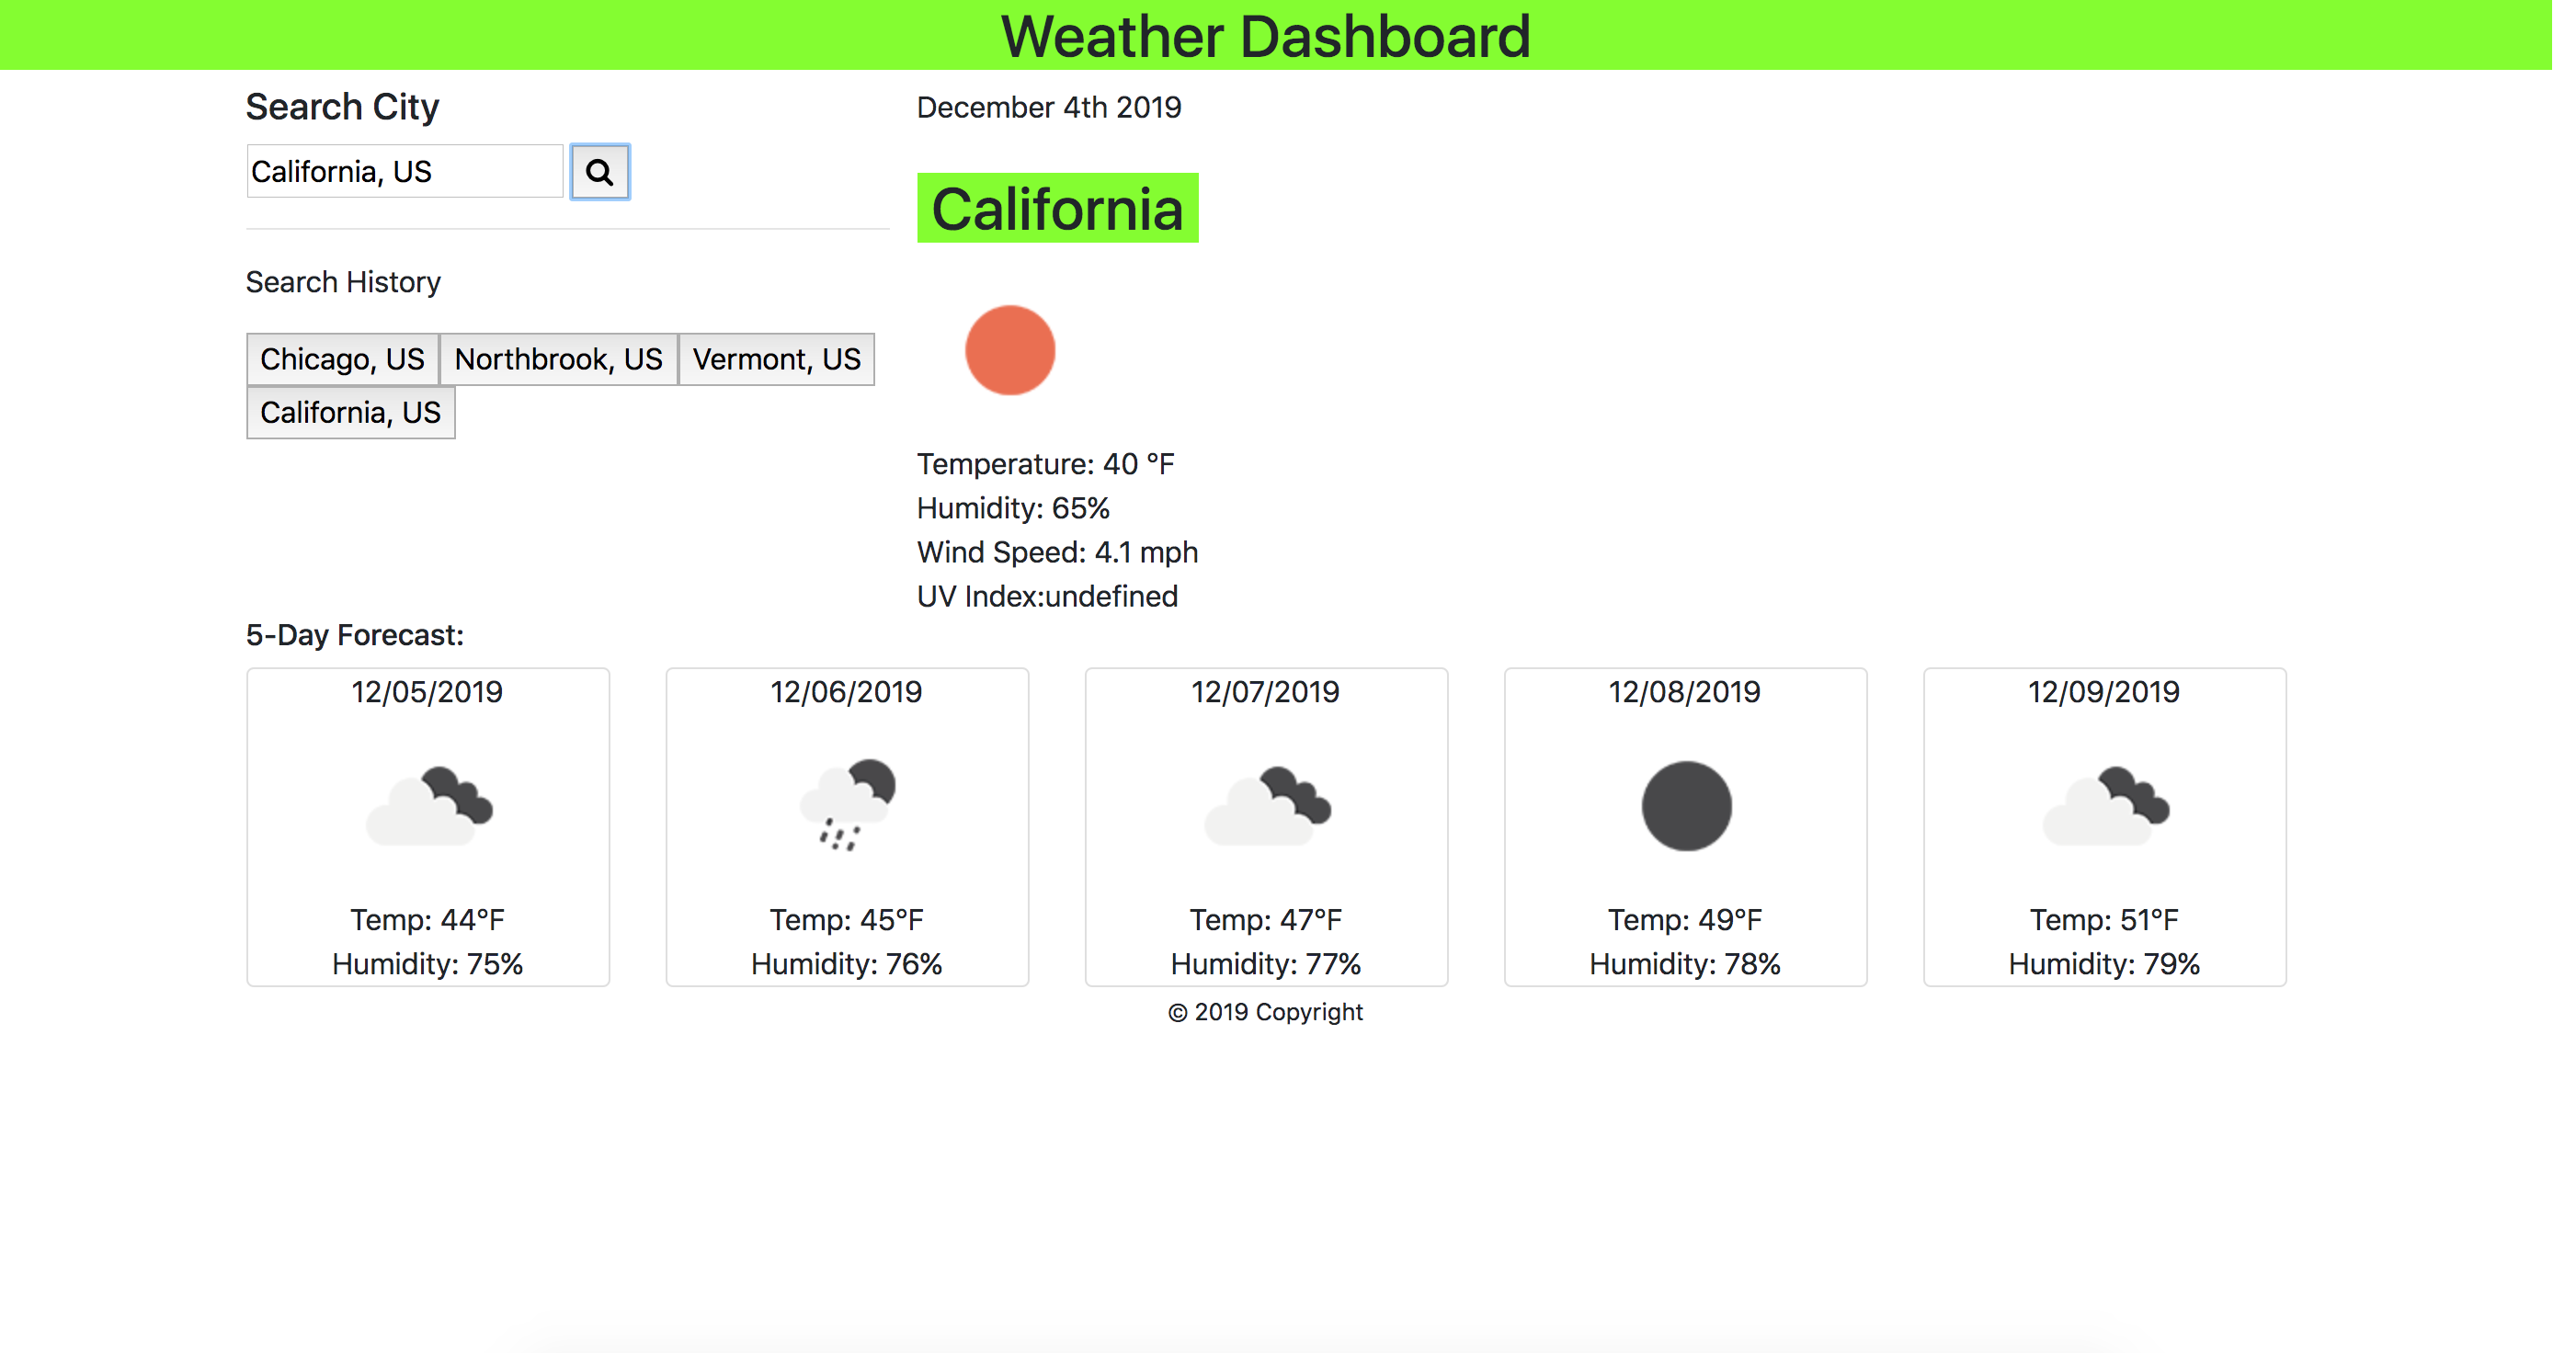 Weather Dashboard
Search City
California, US
Search History
Chicago, US
Northbrook, US
Vermont, US
California, US
December 4th 2019
California
Temperature: 40 °F
Humidity: 65%
Wind Speed: 4.1 mph
UV Index:undefined
5-Day Forecast:
12/05/2019
Temp: 44°F
Humidity: 75%
12/06/2019
Temp: 45°F
Humidity: 76%
12/07/2019
Temp: 47°F
Humidity: 77%
12/08/2019
Temp: 49°F
Humidity: 78%
12/09/2019
Temp: 51°F
Humidity: 79%
© 2019 Copyright